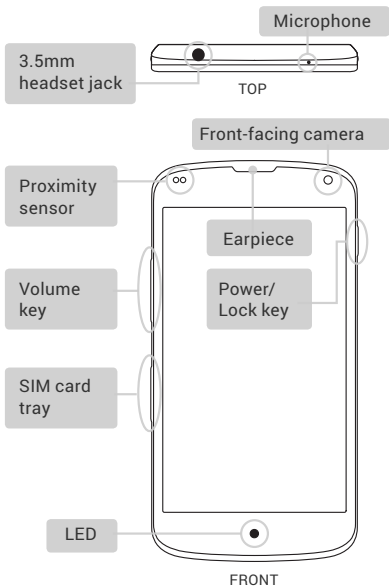 Microphone
3.5mm
headset jack
TOP
Front-facing camera
Proximity
sensor
Earpiece
Volume
key
Power/
Lock key
SIM card
tray
LED
FRONT